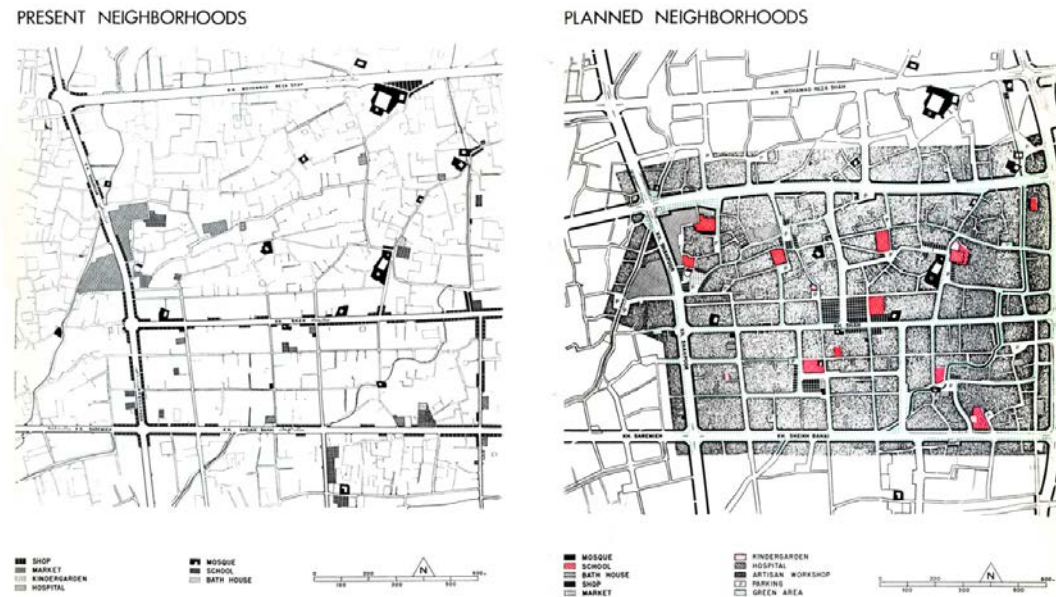 PRESENT NEIGHBORHOODS
KH. MOHAMAD REZA SHAH
KH. SAREMIEH
KH. SHEIKH BAHAI
SHOP
MARKET
KINDERGARDEN
HOSPITAL
MOSQUE
SCHOOL
BATH HOUSE
N
PLANNED NEIGHBORHOODS
KH. MOHAMAD REZA SHAH
KH. SAREMIEH
KH. SHEIKH BAHAI
MOSQUE
SCHOOL
BATH HOUSE
SHOP
MARKET
KINDERGARDEN
HOSPITAL
ARTISAN WORKSHOP
PARKING
GREEN AREA
N